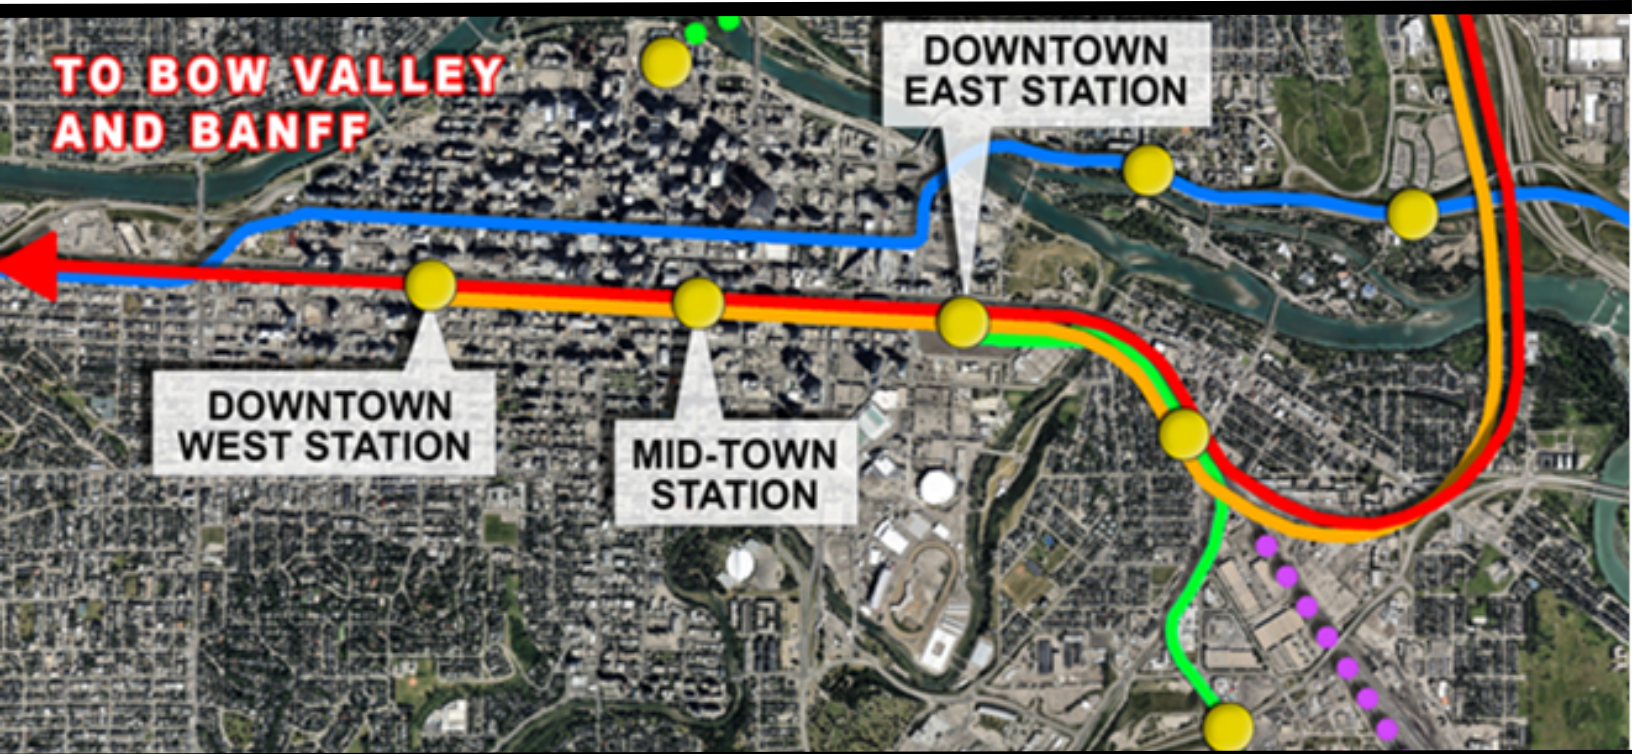 TO BOW VALLEY
AND BANFF
DOWNTOWN
EAST STATION
DOWNTOWN
WEST STATION
MID-TOWN
STATION